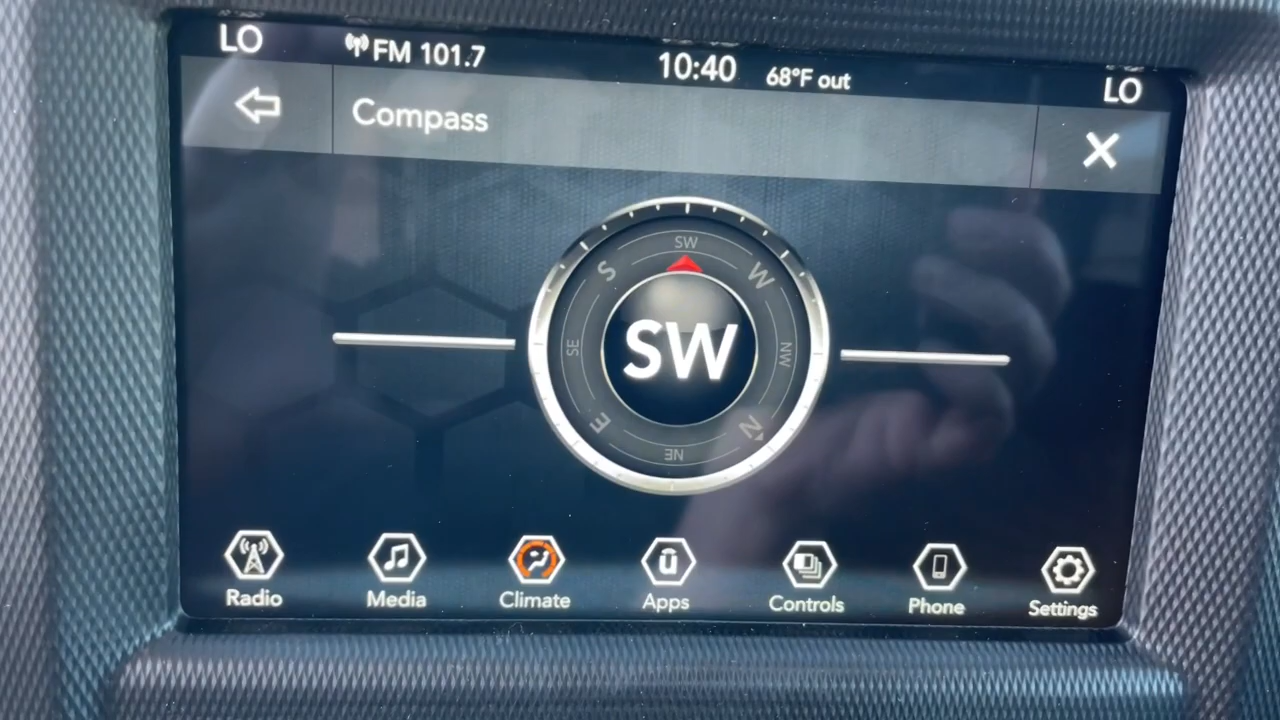 LO FM 101.7 10:40 68°F out LO
Compass
SW
S W
SW
SE NW
E N
NE
Radio Media Climate Apps Controls Phone Settings